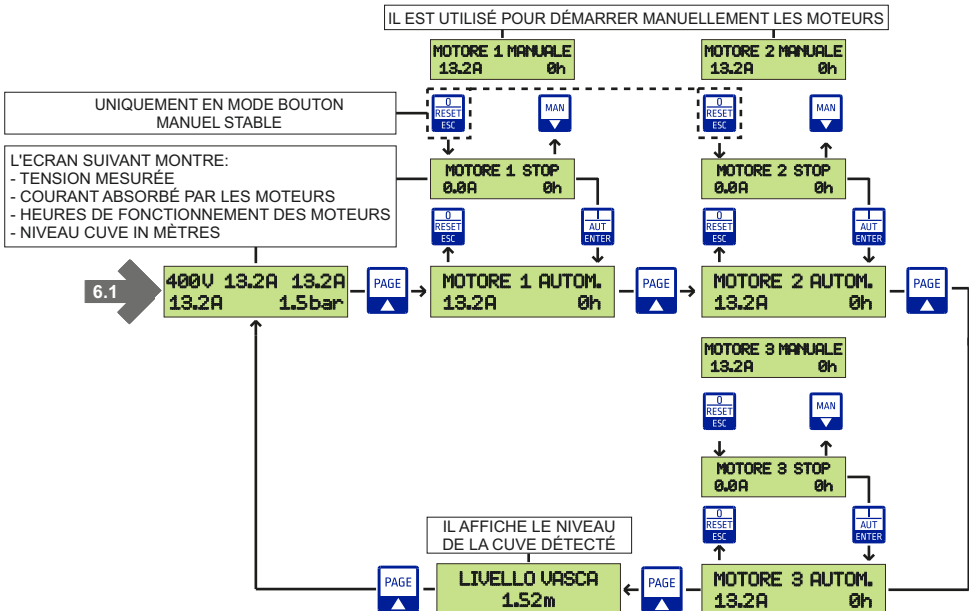 IL EST UTILISÉ POUR DÉMARRER MANUELLEMENT LES MOTEURS
MOTORE 1 MANUALE
13.2A 0h
MOTORE 2 MANUALE
13.2A 0h
UNIQUEMENT EN MODE BOUTON
MANUEL STABLE
0
RESET
ESC
MAN
0
RESET
ESC
MAN
L'ECRAN SUIVANT MONTRE:
- TENSION MESURÉE
- COURANT ABSORBÉ PAR LES MOTEURS
- HEURES DE FONCTIONNEMENT DES MOTEURS
- NIVEAU CUVE IN MÈTRES
MOTORE 1 STOP
0.0A 0h
MOTORE 2 STOP
0.0A 0h
0
RESET
ESC
I
AUT
ENTER
0
RESET
ESC
I
AUT
ENTER
6.1
400V 13.2A 13.2A
13.2A 1.5bar
PAGE
MOTORE 1 AUTOM.
13.2A 0h
PAGE
MOTORE 2 AUTOM.
13.2A 0h
PAGE
MOTORE 3 MANUALE
13.2A 0h
0
RESET
ESC
MAN
MOTORE 3 STOP
0.0A 0h
0
RESET
ESC
I
AUT
ENTER
IL AFFICHE LE NIVEAU
DE LA CUVE DÉTECTÉ
PAGE
LIVELLO VASCA
1.52m
PAGE
MOTORE 3 AUTOM.
13.2A 0h